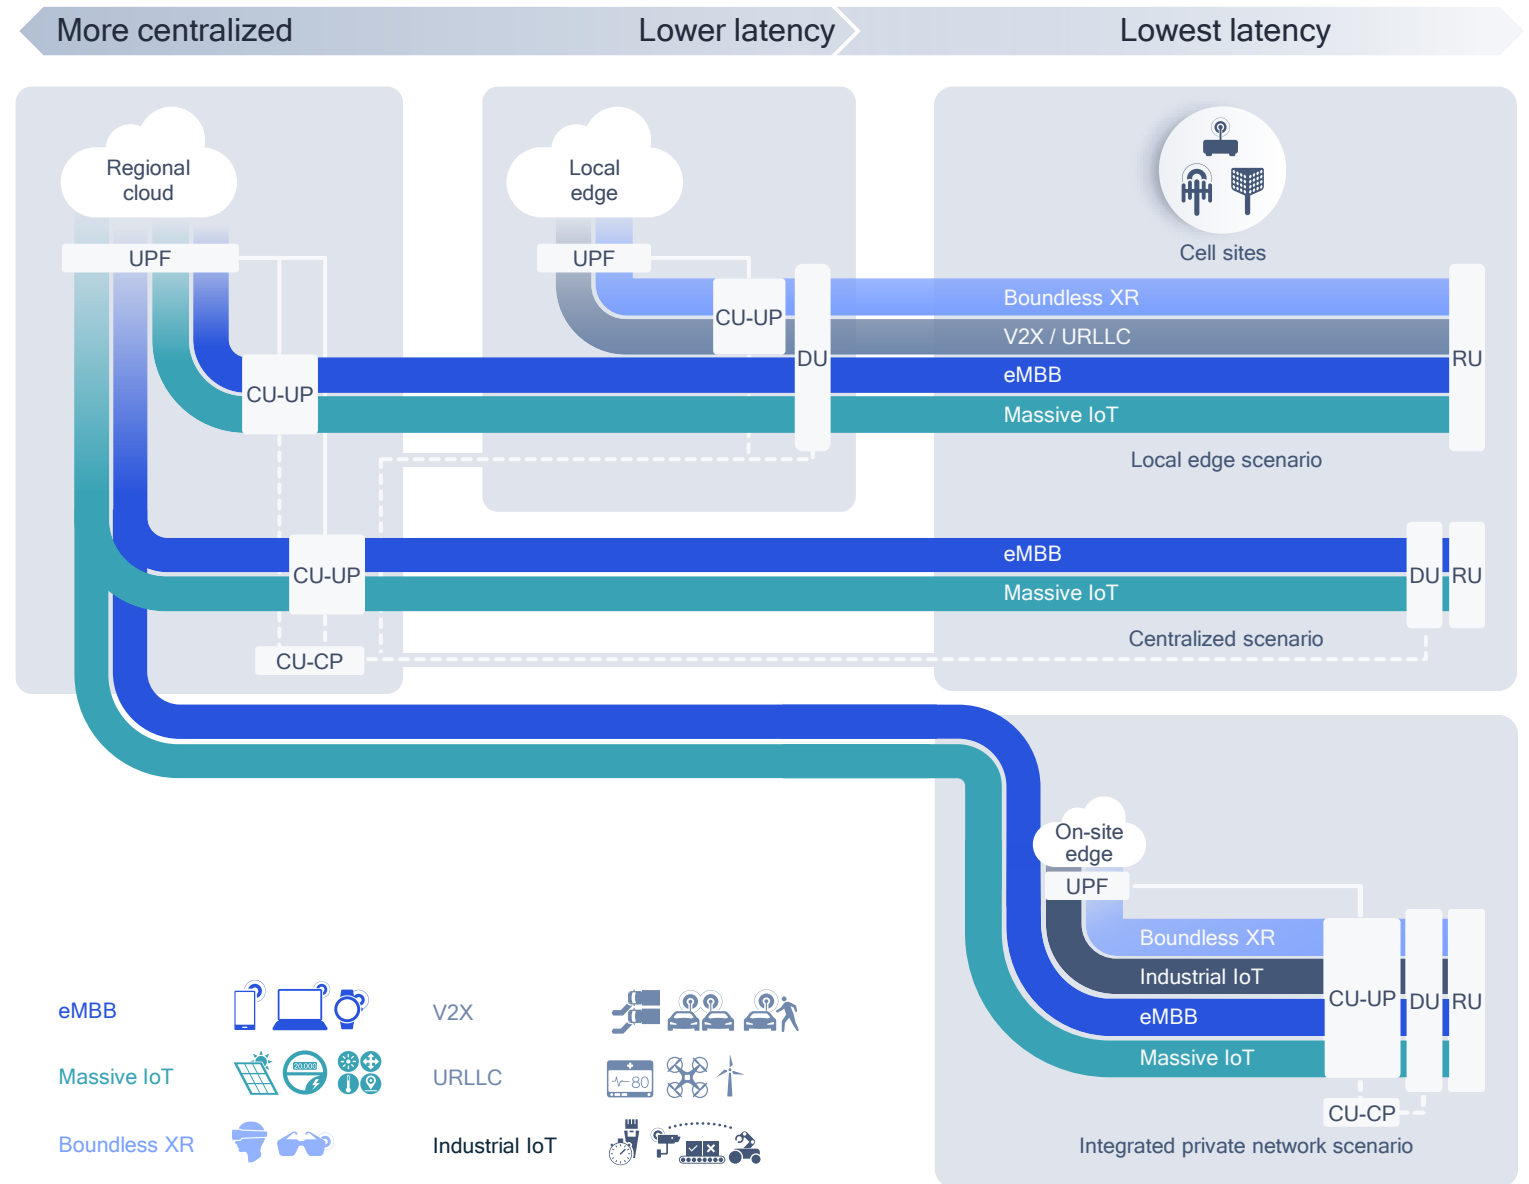 More centralized
Lower latency
Lowest latency
Regional
cloud
UPF
CU-UP
CU-UP
CU-CP
Local
edge
UPF
CU-UP
DU
Cell sites
Boundless XR
V2X / URLLC
eMBB
Massive IoT
RU
Local edge scenario
eMBB
Massive IoT
DU
RU
Centralized scenario
On-site
edge
UPF
Boundless XR
Industrial IoT
eMBB
Massive IoT
CU-UP
DU
RU
CU-CP
Integrated private network scenario
eMBB
Massive IoT
20.000
Boundless XR
V2X
URLLC
80
Industrial IoT